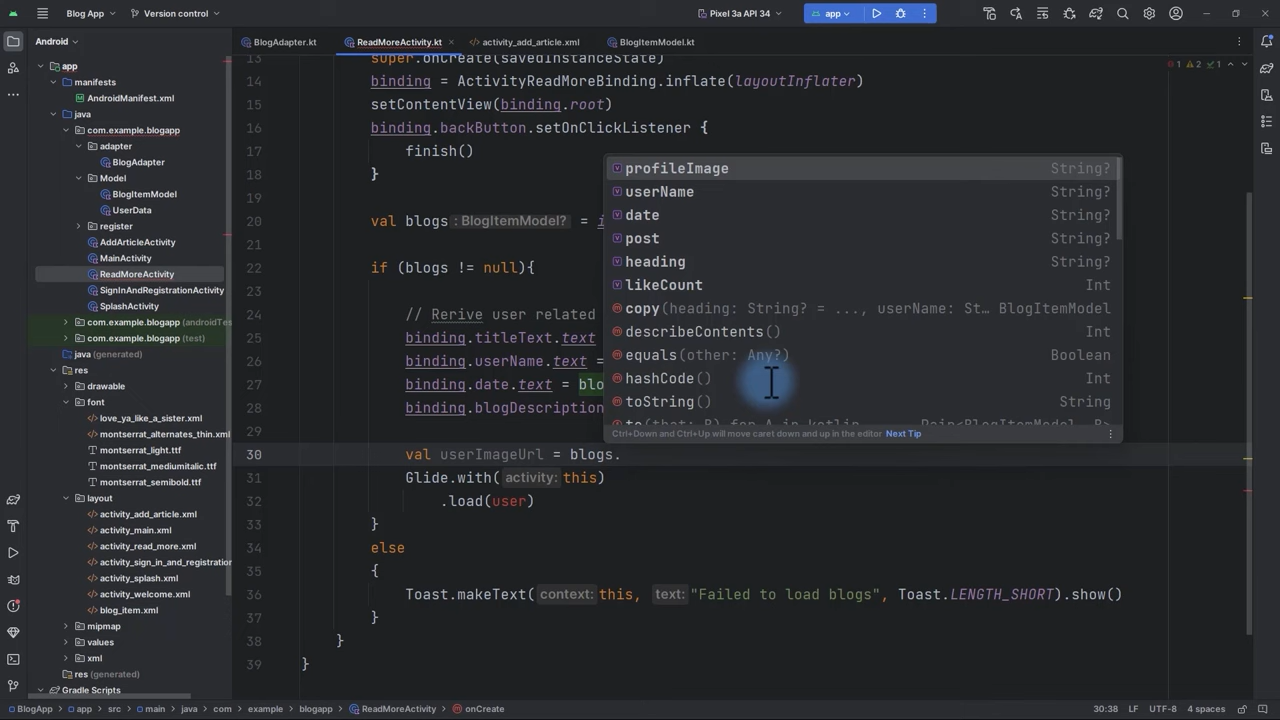 Blog App
Version control
Pixel 3a API 34
app
Android
BlogAdapter.kt
ReadMoreActivity.kt
activity_add_article.xml
BlogItemModel.kt
app
manifests
AndroidManifest.xml
java
com.example.blogapp
adapter
BlogAdapter
Model
BlogItemModel
UserData
register
AddArticleActivity
MainActivity
ReadMoreActivity
SignInAndRegistrationActivity
SplashActivity
com.example.blogapp (androidTes
com.example.blogapp (test)
java (generated)
res
drawable
font
love_ya_like_a_sister.xml
montserrat_alternates_thin.xml
montserrat_light.ttf
montserrat_mediumitalic.ttf
montserrat_semibold.ttf
layout
activity_add_article.xml
activity_main.xml
activity_read_more.xml
activity_sign_in_and_registration
activity_splash.xml
activity_welcome.xml
blog_item.xml
mipmap
values
xml
res (generated)
Gradle Scripts
13 super.onCreate(savedInstanceState)
1 2 1
14 binding = ActivityReadMoreBinding.inflate(layoutInflater)
15 setContentView(binding.root)
16 binding.backButton.setOnClickListener {
17 finish()
18 }
19
20 val blogs : BlogItemModel? = i
21
22 if (blogs != null){
23
24 // Rerive user related
25 binding.titleText.text
26 binding.userName.text =
27 binding.date.text = blo
28 binding.blogDescription
29
30 val userImageUrl = blogs.
31 Glide.with( activity: this)
32 .load(user)
33 }
34 else
35 {
36 Toast.makeText( context: this, text: "Failed to load blogs", Toast.LENGTH_SHORT).show()
37 }
38 }
39 }
profileImage String?
userName String?
date String?
post String?
heading String?
likeCount Int
copy(heading: String? = ..., userName: St... BlogItemModel
describeContents() Int
equals(other: Any?) Boolean
hashCode() Int
toString() String
to(that: B) for A in kotlin Pair<BlogItemModel, B>
Ctrl+Down and Ctrl+Up will move caret down and up in the editor Next Tip
BlogApp > app > src > main > java > com > example > blogapp > ReadMoreActivity > onCreate
30:38 LF UTF-8 4 spaces